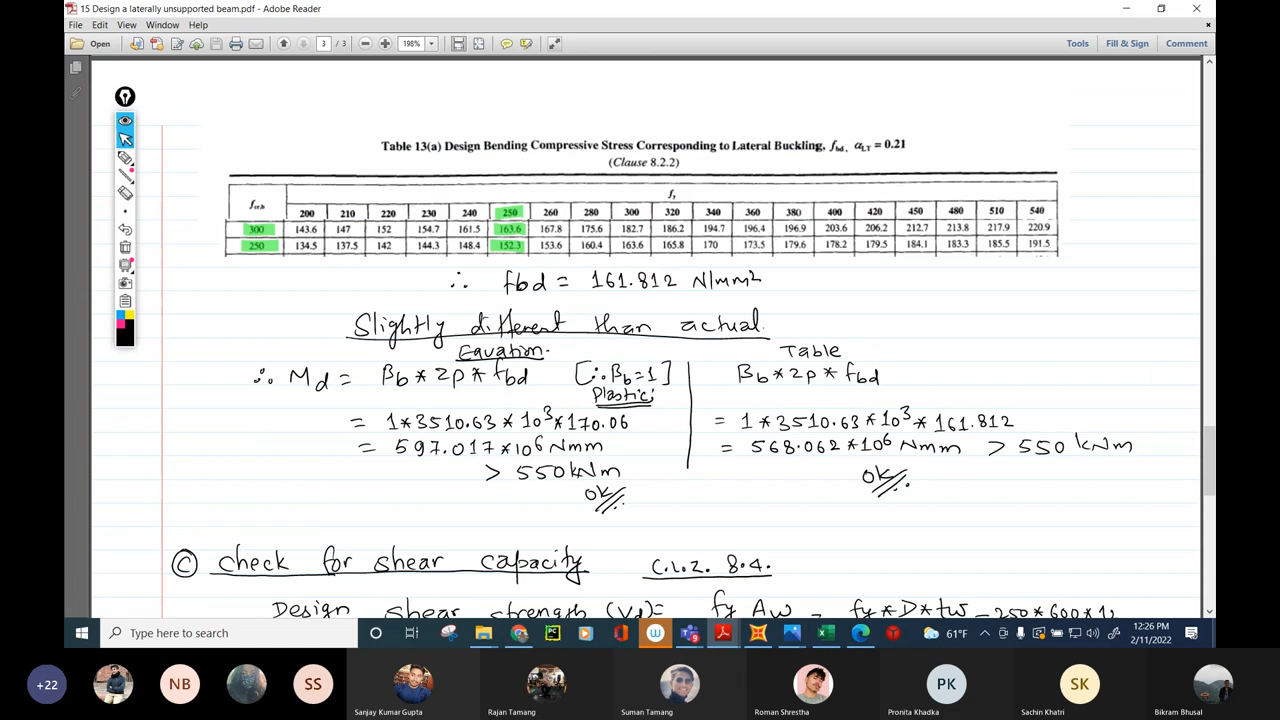 15 Design a laterally unsupported beam.pdf - Adobe Reader
File Edit View Window Help
Open 3 / 3 198% Tools Fill & Sign Comment
Table 13(a) Design Bending Compressive Stress Corresponding to Lateral Buckling, fbd, αLT = 0.21
(Clause 8.2.2)
fcr,b fy
200 210 220 230 240 250 260 280 300 320 340 360 380 400 420 450 480 510 540
300 143.6 147 152 154.7 161.5 163.6 167.8 175.6 182.7 186.2 194.7 196.4 196.9 203.6 206.2 212.7 213.8 217.9 220.9
250 134.5 137.5 142 144.3 148.4 152.3 153.6 160.4 163.6 165.8 170 173.5 179.6 178.2 179.5 184.1 183.3 185.5 191.5
∴ fbd = 161.812 N/mm2
Slightly different than actual.
Equation.
∴ Md = βb * Zp * fbd [∴ βb = 1]
Plastic;
= 1 * 3510.63 * 10³ * 170.06
= 597.017 * 10⁶ Nmm
> 550 kNm
OK
Table
βb * Zp * fbd
= 1 * 3510.63 * 10³ * 161.812
= 568.062 * 10⁶ Nmm > 550 kNm
OK
© check for shear capacity C.L.Z. 8.4.
Design shear strength (Vd) = fy Aw = fy * D * tw = 250 * 600 * 12
Type here to search
61°F
12:26 PM
2/11/2022
+22 NB SS PK SK
Sanjay Kumar Gupta Rajan Tamang Suman Tamang Roman Shrestha Pronita Khadka Sachin Khatri Bikram Bhusal